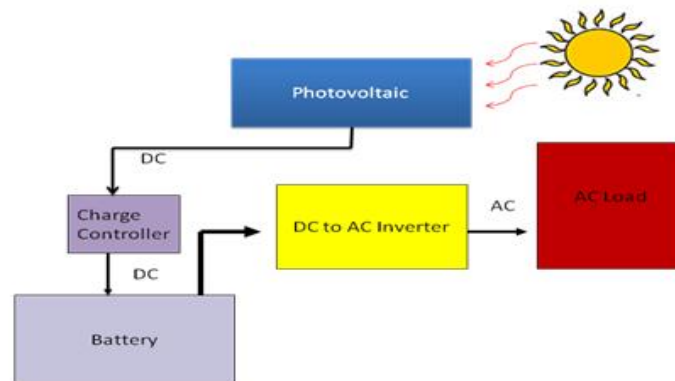 Photovoltaic
DC
Charge
Controller
DC to AC Inverter
AC
AC Load
DC
Battery